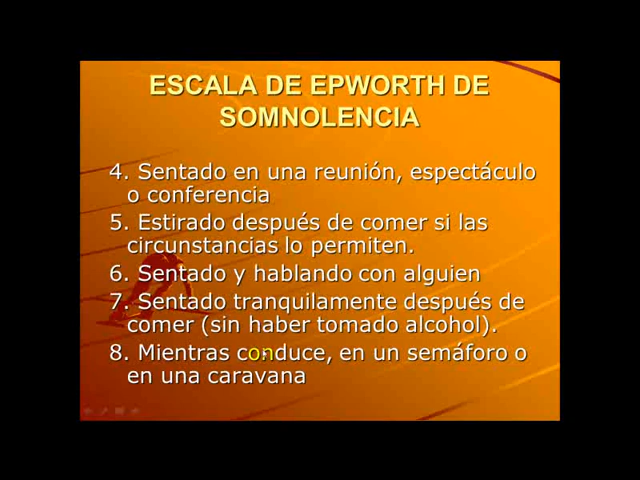 ESCALA DE EPWORTH DE
SOMNOLENCIA
4. Sentado en una reunión, espectáculo
o conferencia
5. Estirado después de comer si las
circunstancias lo permiten.
6. Sentado y hablando con alguien
7. Sentado tranquilamente después de
comer (sin haber tomado alcohol).
8. Mientras conduce, en un semáforo o
en una caravana